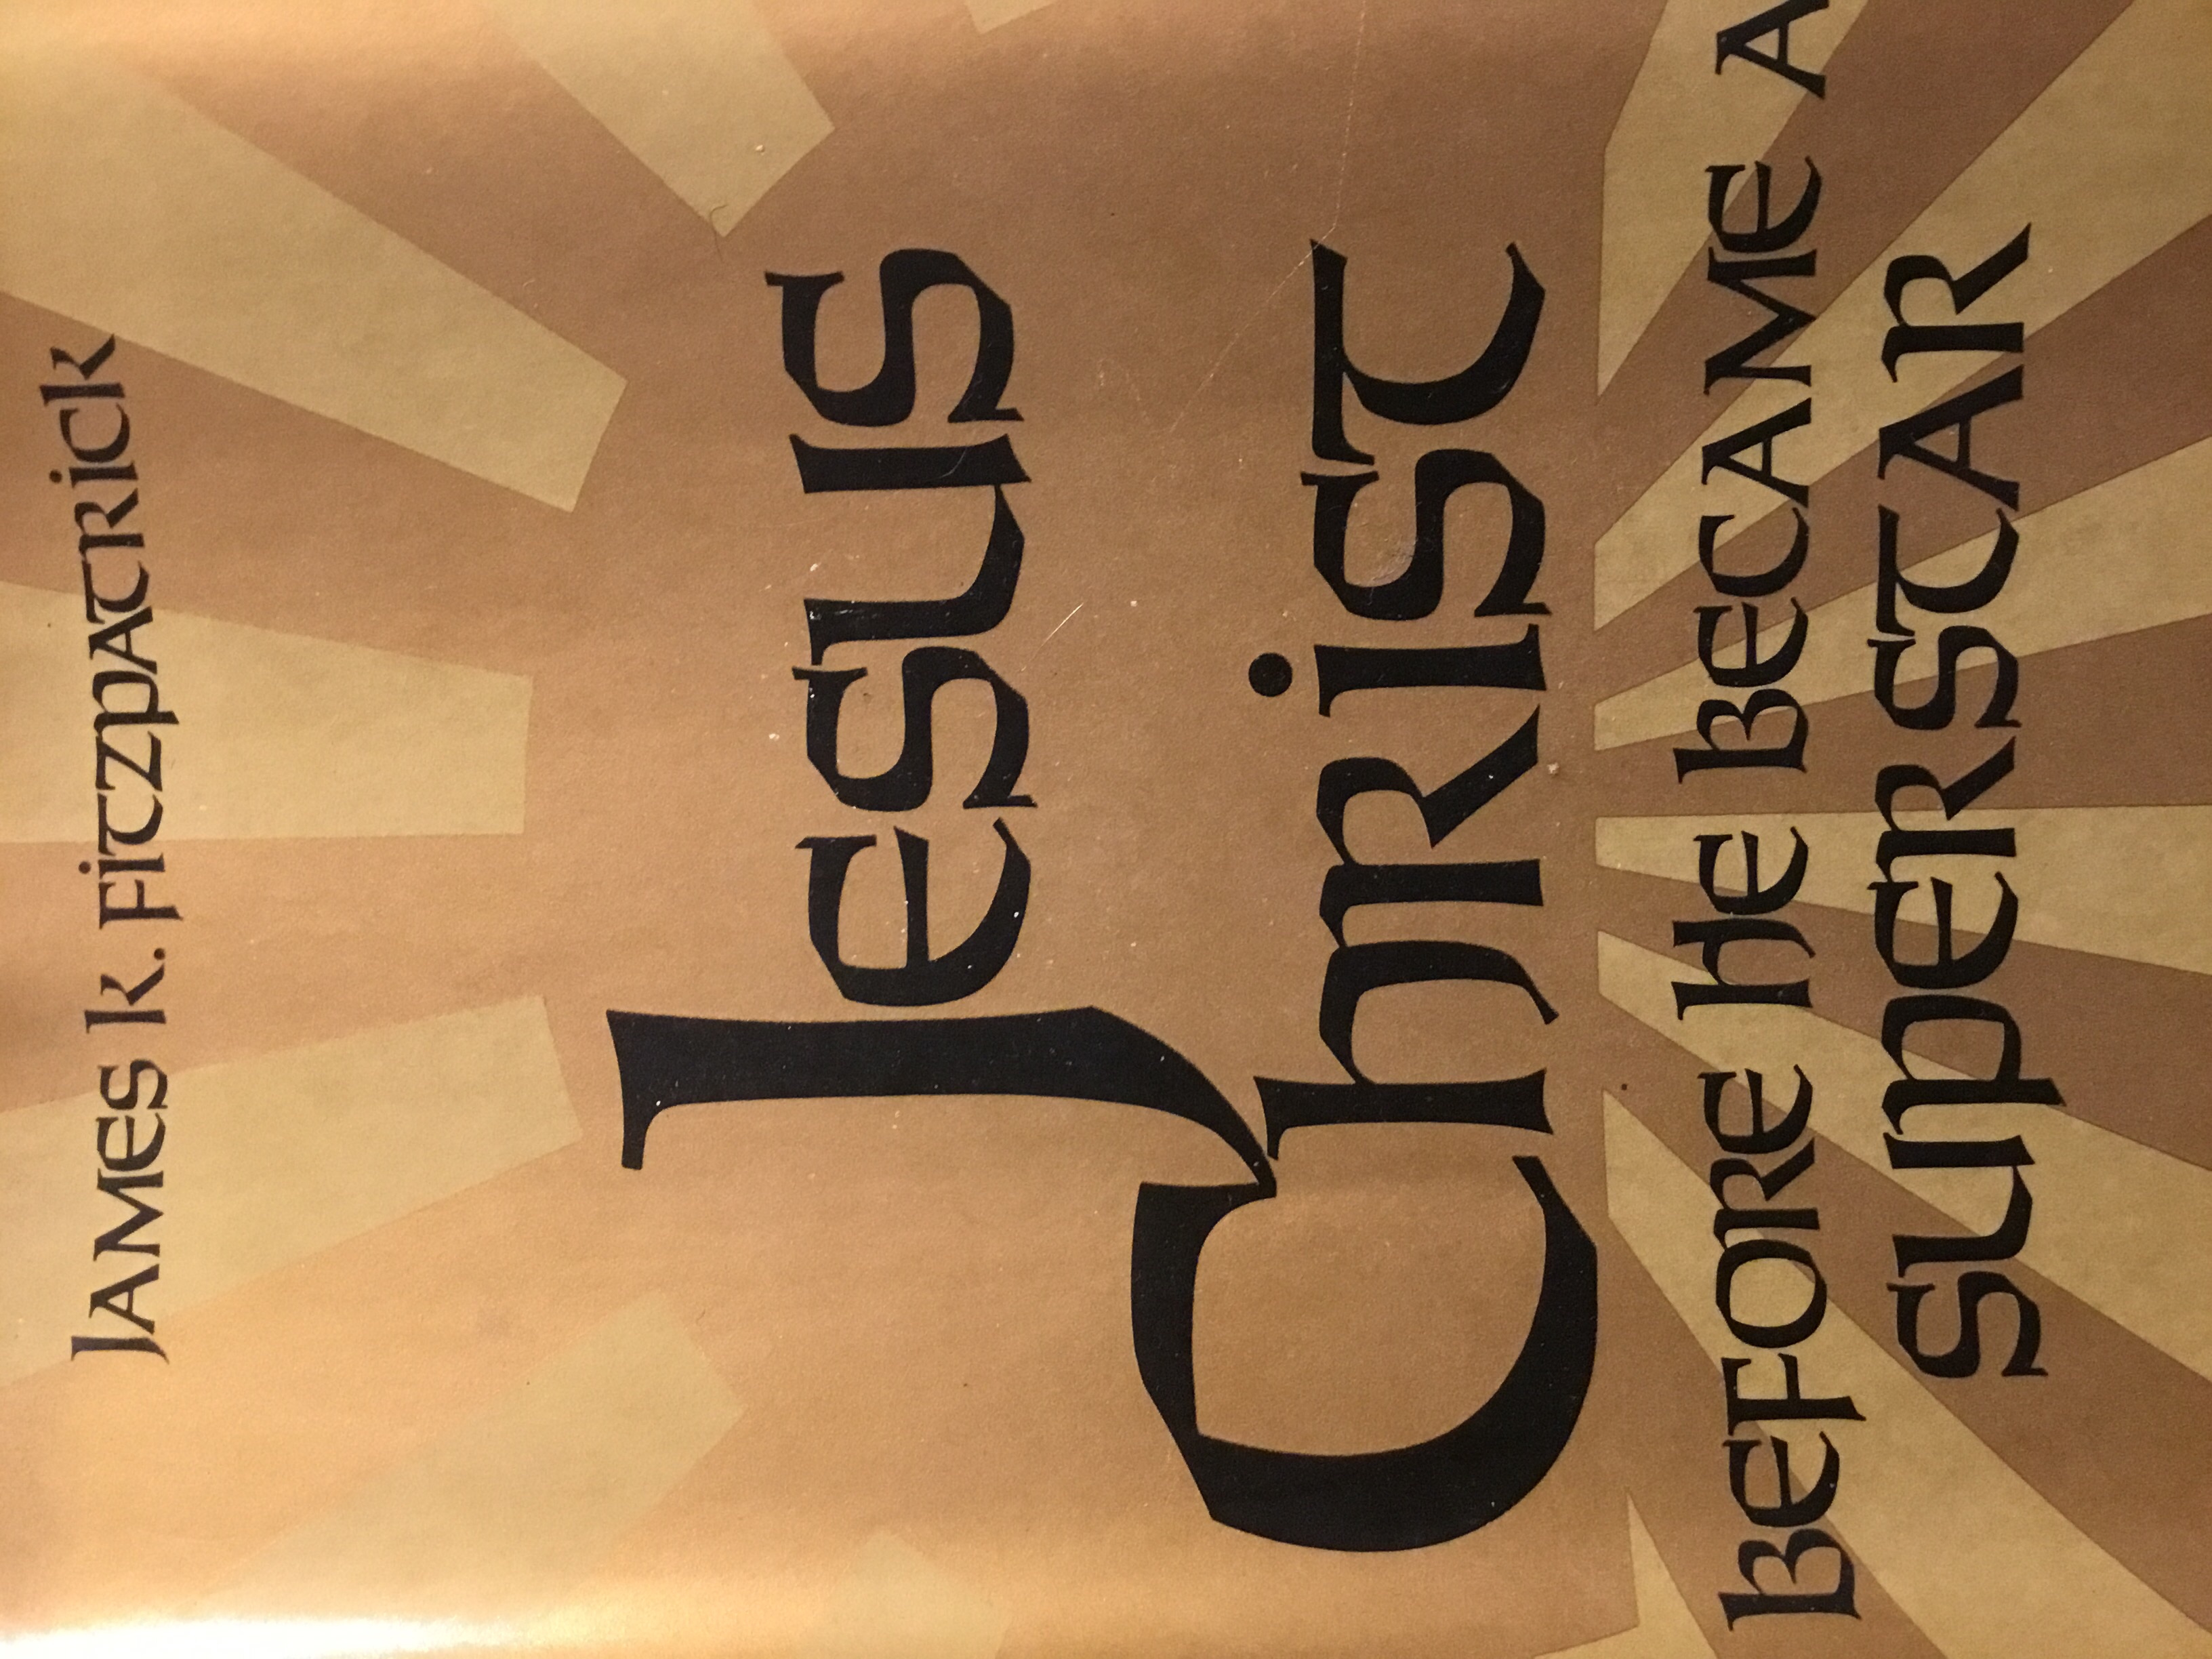 James K. Fitzpatrick
Jesus
Christ
BEFORE HE BECAME A
SUPERSTAR